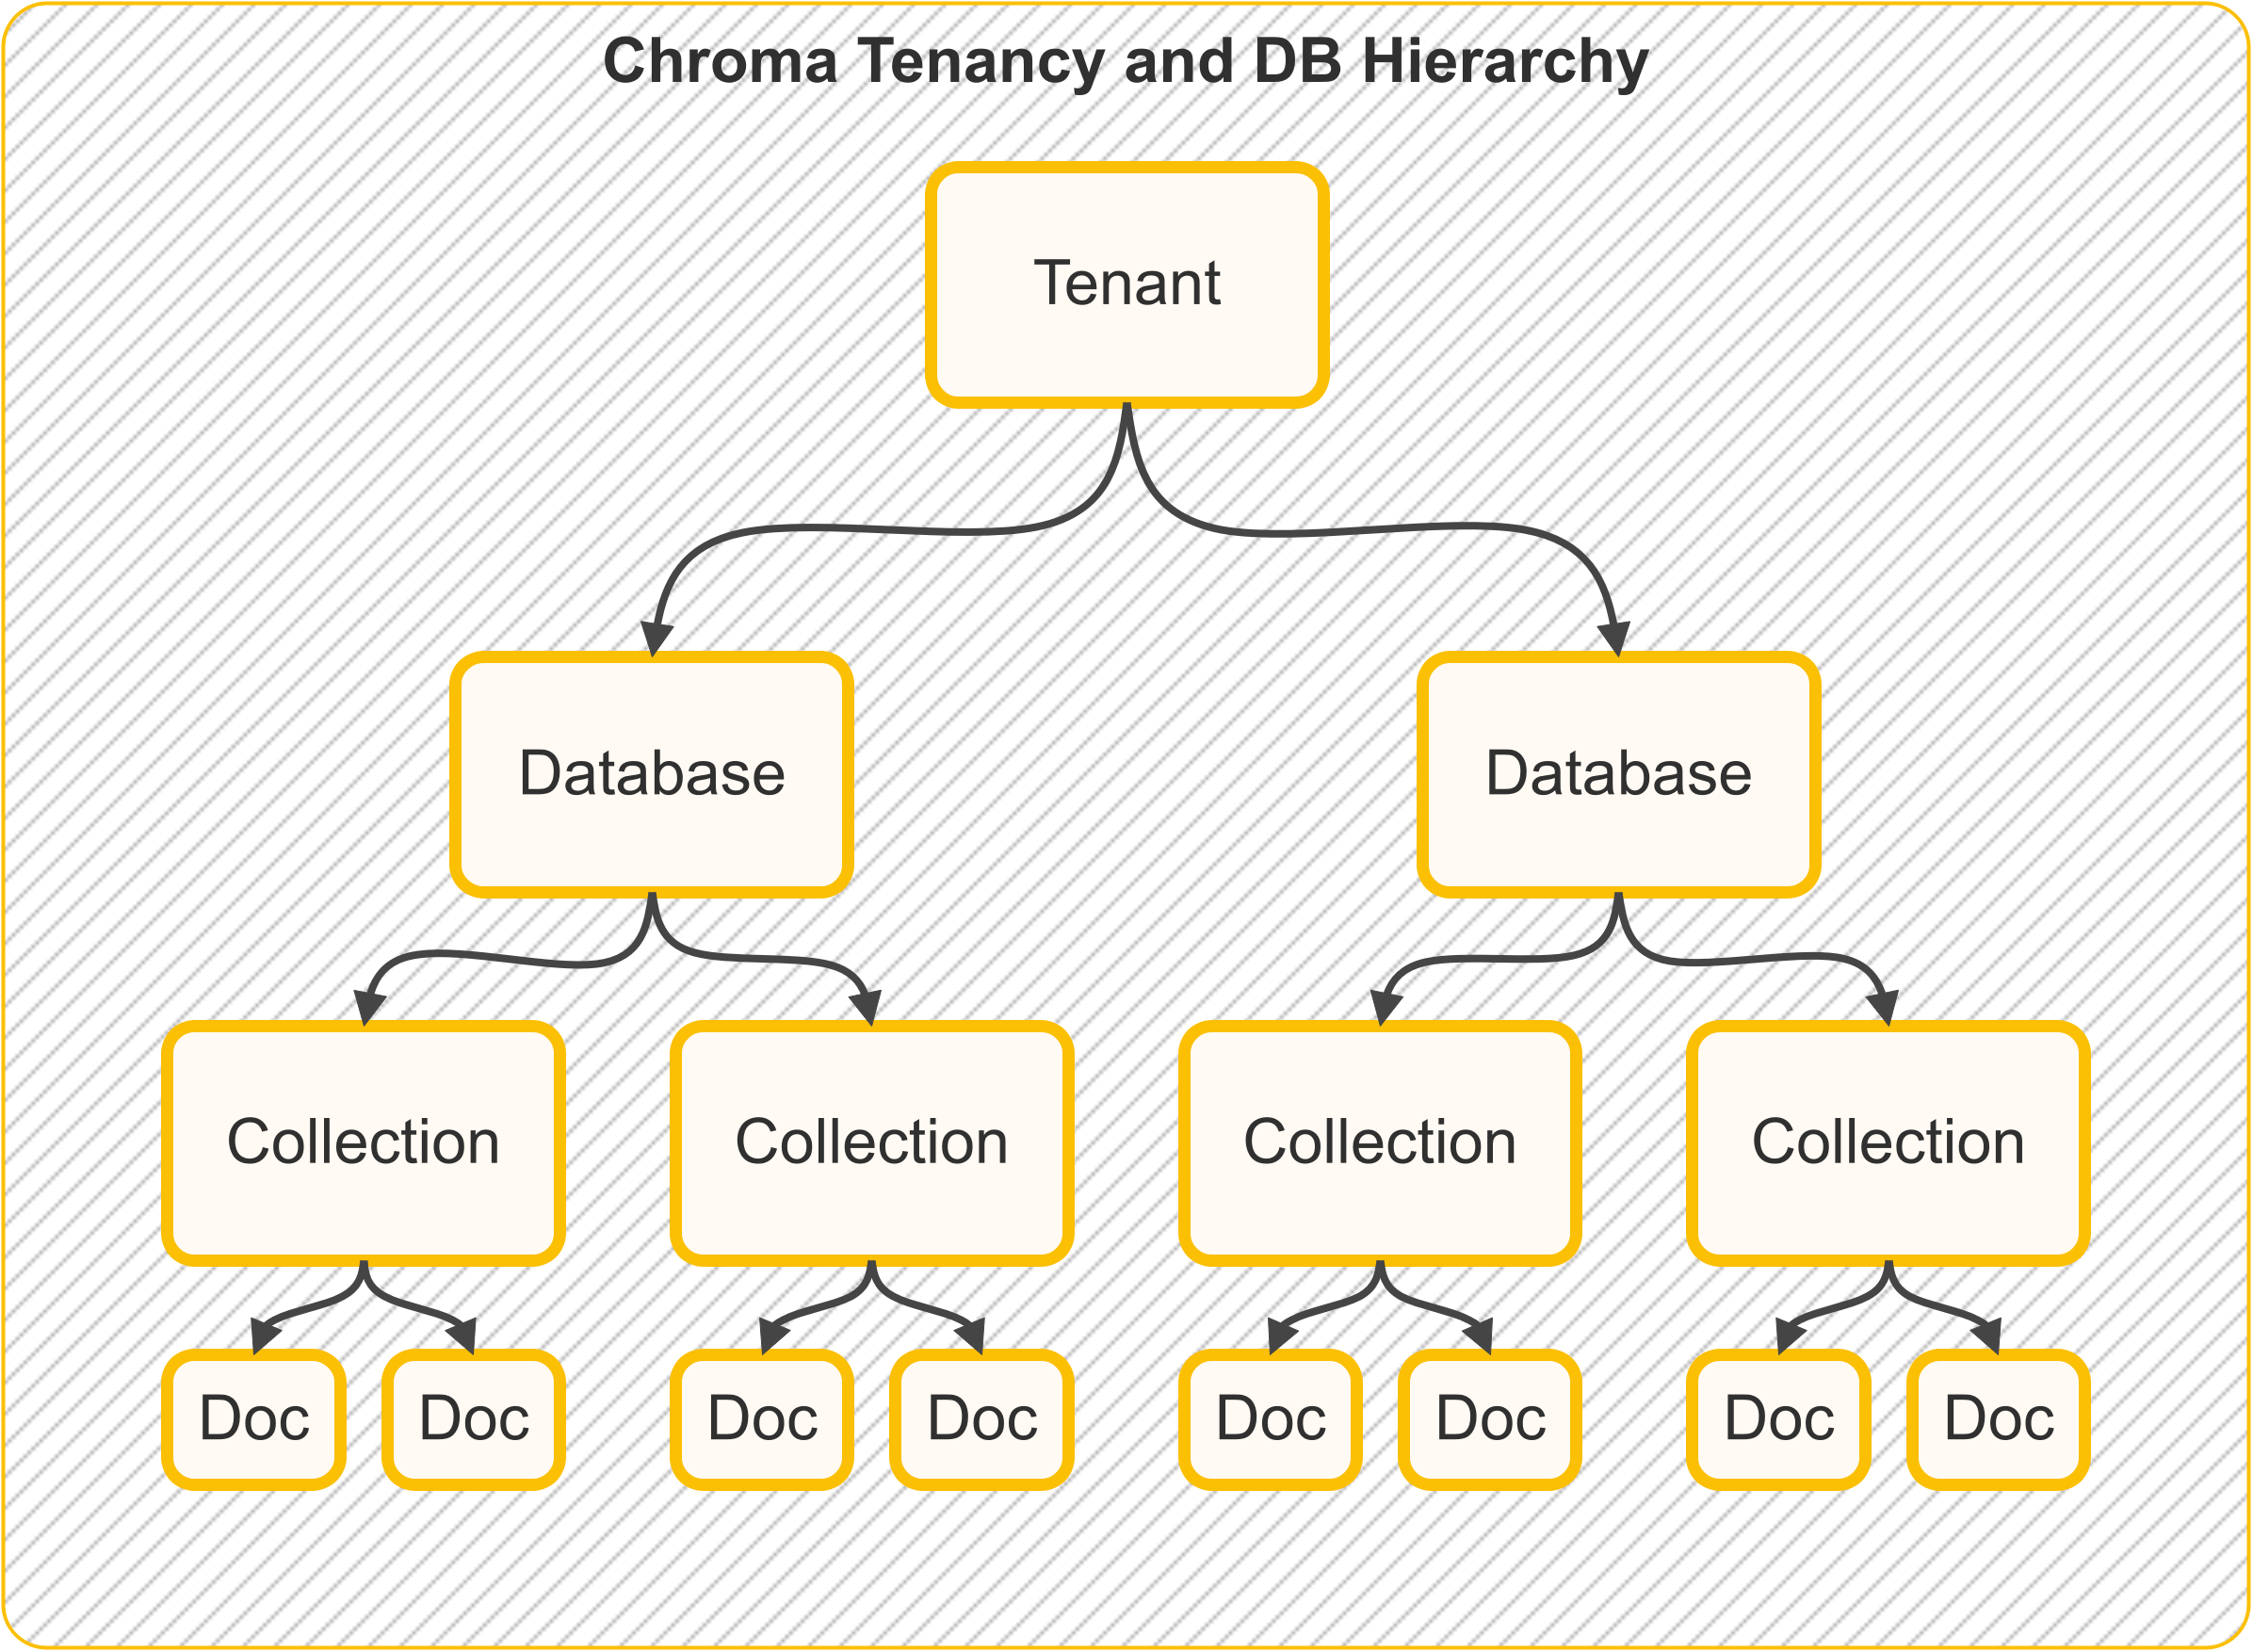 Chroma Tenancy and DB Hierarchy
Tenant
Database
Database
Collection
Collection
Collection
Collection
Doc
Doc
Doc
Doc
Doc
Doc
Doc
Doc